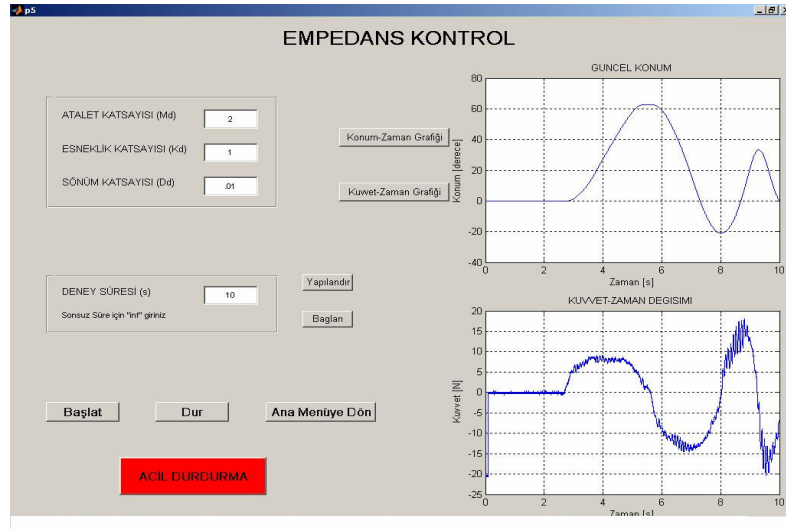 p5
EMPEDANS KONTROL
ATALET KATSAYISI (Md)
2
ESNEKLİK KATSAYISI (Kd)
1
SÖNÜM KATSAYISI (Dd)
.01
Konum-Zaman Grafiği
Kuvvet-Zaman Grafiği
DENEY SÜRESİ (s)
10
Sonsuz Süre için "inf" giriniz
Yapılandır
Baglan
Başlat
Dur
Ana Menüye Dön
ACİL DURDURMA
GUNCEL KONUM
Konum [derece]
80
60
40
20
0
-20
-40
0 2 4 6 8 10
Zaman [s]
KUVVET-ZAMAN DEGISIMI
Kuvvet [N]
20
15
10
5
0
-5
-10
-15
-20
-25
0 2 4 6 8 10
Zaman [s]